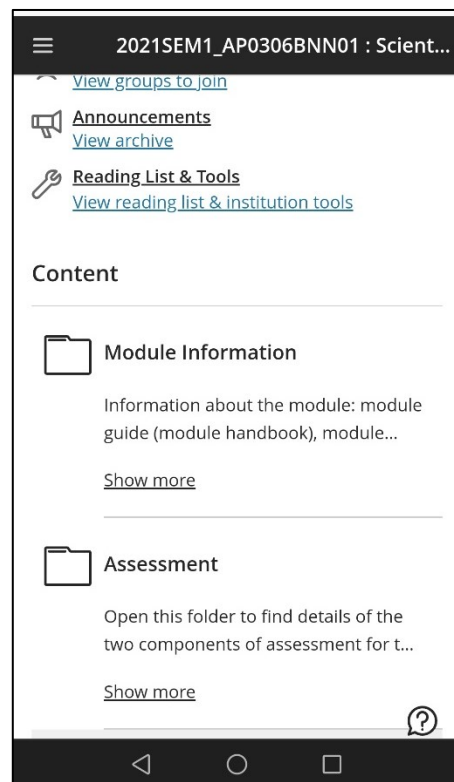 2021SEM1_AP0306BNN01 : Scient...
View groups to join
Announcements
View archive
Reading List & Tools
View reading list & institution tools
Content
Module Information
Information about the module: module
guide (module handbook), module...
Show more
Assessment
Open this folder to find details of the
two components of assessment for t...
Show more